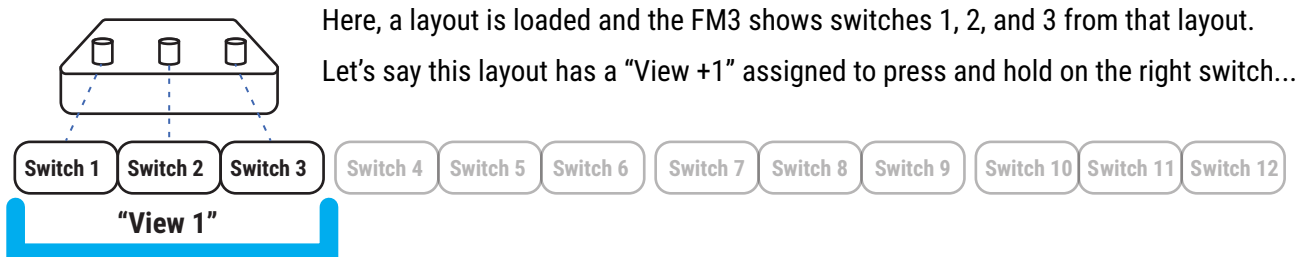 Here, a layout is loaded and the FM3 shows switches 1, 2, and 3 from that layout.
Let’s say this layout has a “View +1” assigned to press and hold on the right switch...
Switch 1 Switch 2 Switch 3 Switch 4 Switch 5 Switch 6 Switch 7 Switch 8 Switch 9 Switch 10 Switch 11 Switch 12
“View 1”